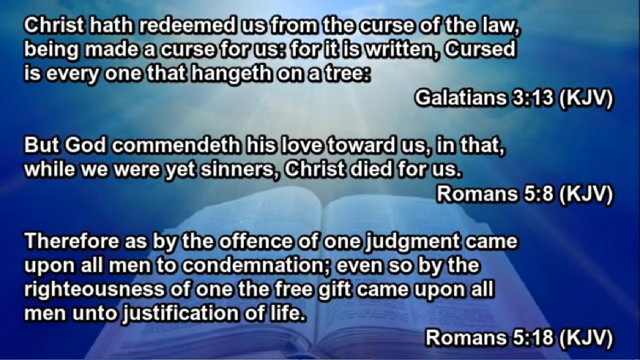 Christ hath redeemed us from the curse of the law,
being made a curse for us: for it is written, Cursed
is every one that hangeth on a tree:
Galatians 3:13 (KJV)
But God commendeth his love toward us, in that,
while we were yet sinners, Christ died for us.
Romans 5:8 (KJV)
Therefore as by the offence of one judgment came
upon all men to condemnation; even so by the
righteousness of one the free gift came upon all
men unto justification of life.
Romans 5:18 (KJV)